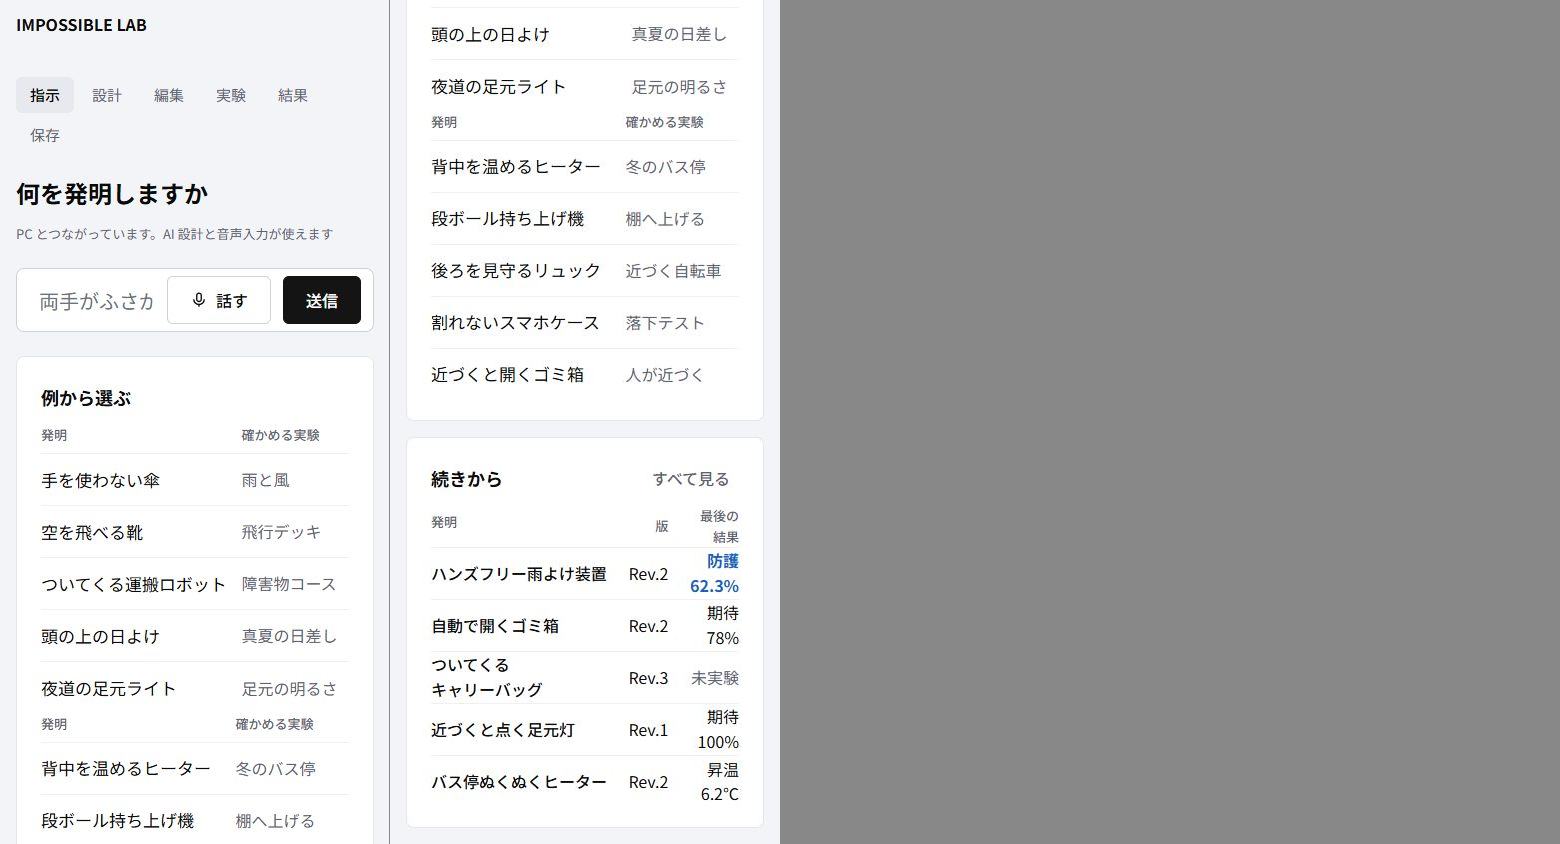 IMPOSSIBLE LAB
指示 設計 編集 実験 結果
保存
何を発明しますか
PC とつながっています。AI 設計と音声入力が使えます
両手がふさか 話す 送信
例から選ぶ
発明 確かめる実験
手を使わない傘 雨と風
空を飛べる靴 飛行デッキ
ついてくる運搬ロボット 障害物コース
頭の上の日よけ 真夏の日差し
夜道の足元ライト 足元の明るさ
発明 確かめる実験
背中を温めるヒーター 冬のバス停
段ボール持ち上げ機 棚へ上げる
頭の上の日よけ 真夏の日差し
夜道の足元ライト 足元の明るさ
発明 確かめる実験
背中を温めるヒーター 冬のバス停
段ボール持ち上げ機 棚へ上げる
後ろを見守るリュック 近づく自転車
割れないスマホケース 落下テスト
近づくと開くゴミ箱 人が近づく
続きから すべて見る
発明 版 最後の
結果
ハンズフリー雨よけ装置 Rev.2 防護
62.3%
自動で開くゴミ箱 Rev.2 期待
78%
ついてくる
キャリーバッグ Rev.3 未実験
近づくと点く足元灯 Rev.1 期待
100%
バス停ぬくぬくヒーター Rev.2 昇温
6.2°C